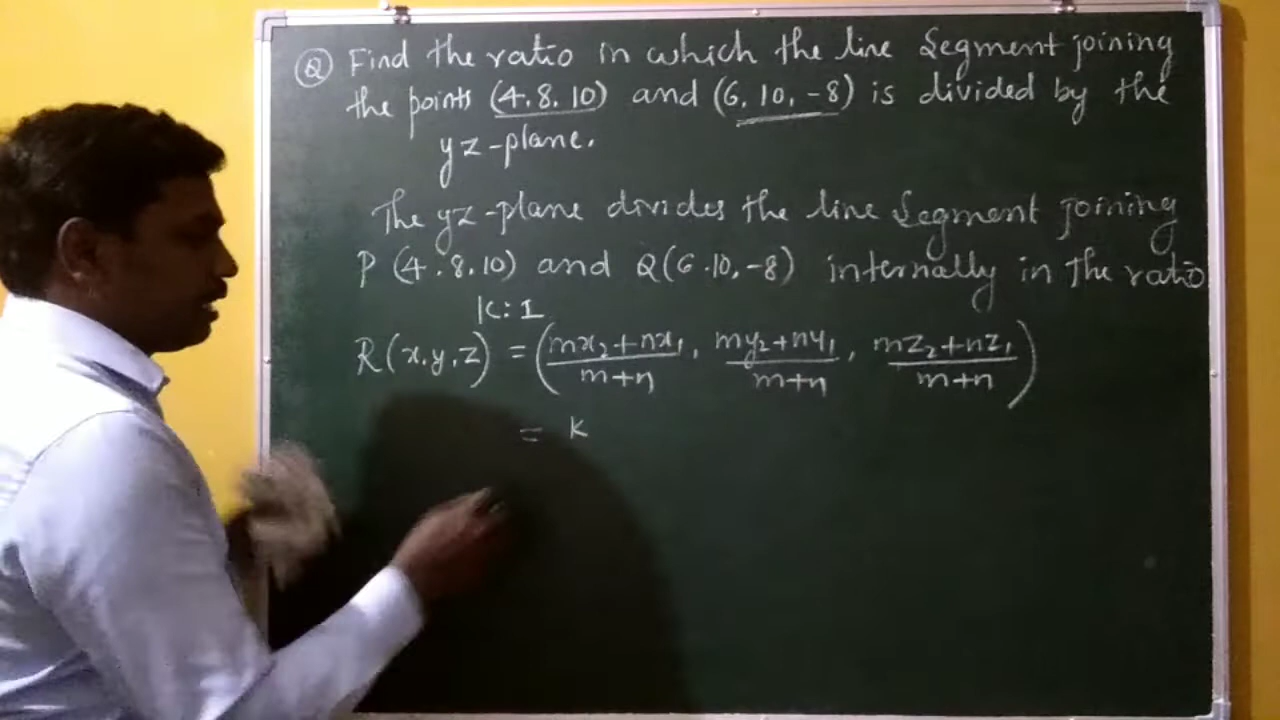 Q Find the ratio in which the line segment joining
the points (4, 8, 10) and (6, 10, -8) is divided by the
yz-plane.
The yz-plane divides the line segment joining
P (4, 8, 10) and Q(6, 10, -8) internally in the ratio
k:1
R(x, y, z) = (mx₂+nx₁/m+n, my₂+ny₁/m+n, mz₂+nz₁/m+n)
= k